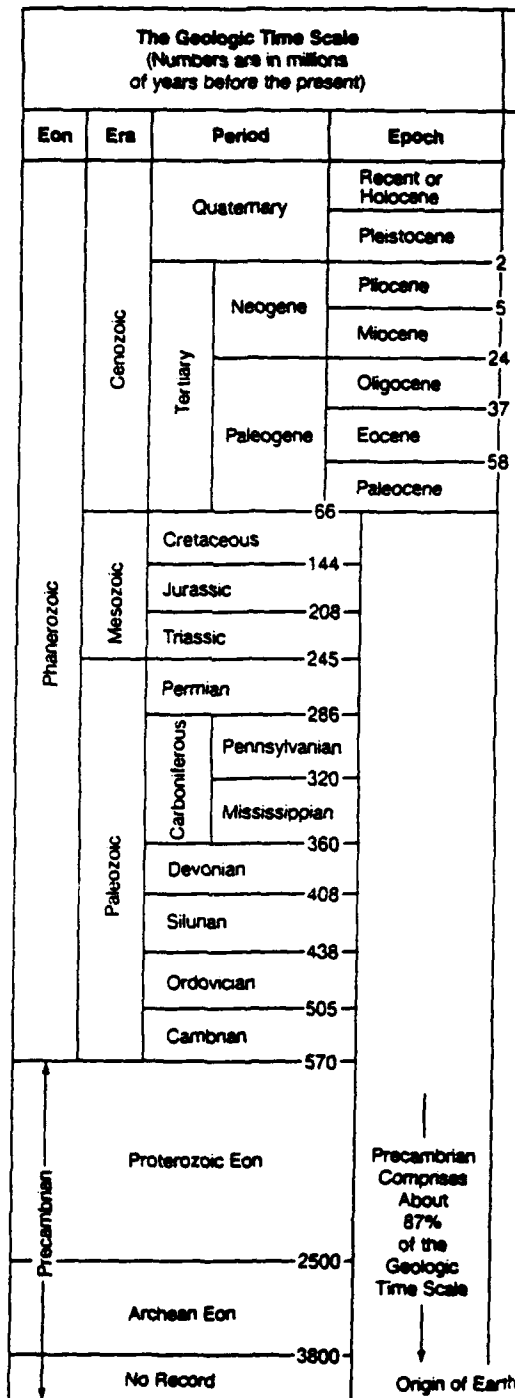 The Geologic Time Scale
(Numbers are in millions
of years before the present)
Eon Era Period Epoch
Phanerozoic
Cenozoic
Quaternary
Recent or
Holocene
Pleistocene
2
Tertiary
Neogene
Pliocene
5
Miocene
24
Paleogene
Oligocene
37
Eocene
58
Paleocene
66
Mesozoic
Cretaceous
144
Jurassic
208
Triassic
245
Paleozoic
Permian
286
Carboniferous
Pennsylvanian
320
Mississippian
360
Devonian
408
Silurian
438
Ordovician
505
Cambrian
570
Precambrian
Proterozoic Eon
2500
Archean Eon
3800
No Record
Precambrian
Comprises
About
87%
of the
Geologic
Time Scale
Origin of Earth